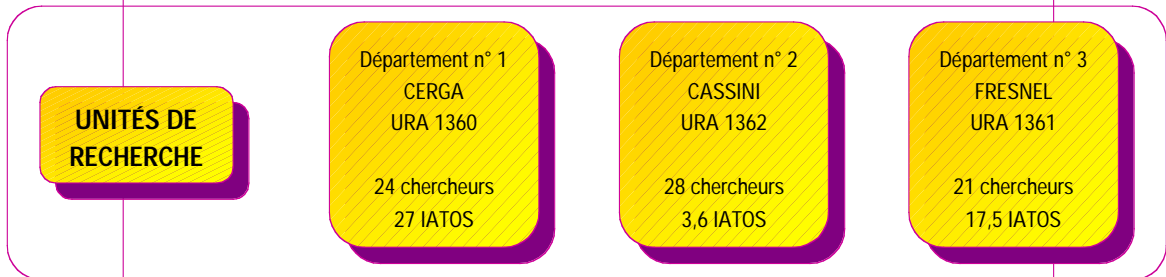 UNITÉS DE
RECHERCHE
Département n° 1
CERGA
URA 1360
24 chercheurs
27 IATOS
Département n° 2
CASSINI
URA 1362
28 chercheurs
3,6 IATOS
Département n° 3
FRESNEL
URA 1361
21 chercheurs
17,5 IATOS